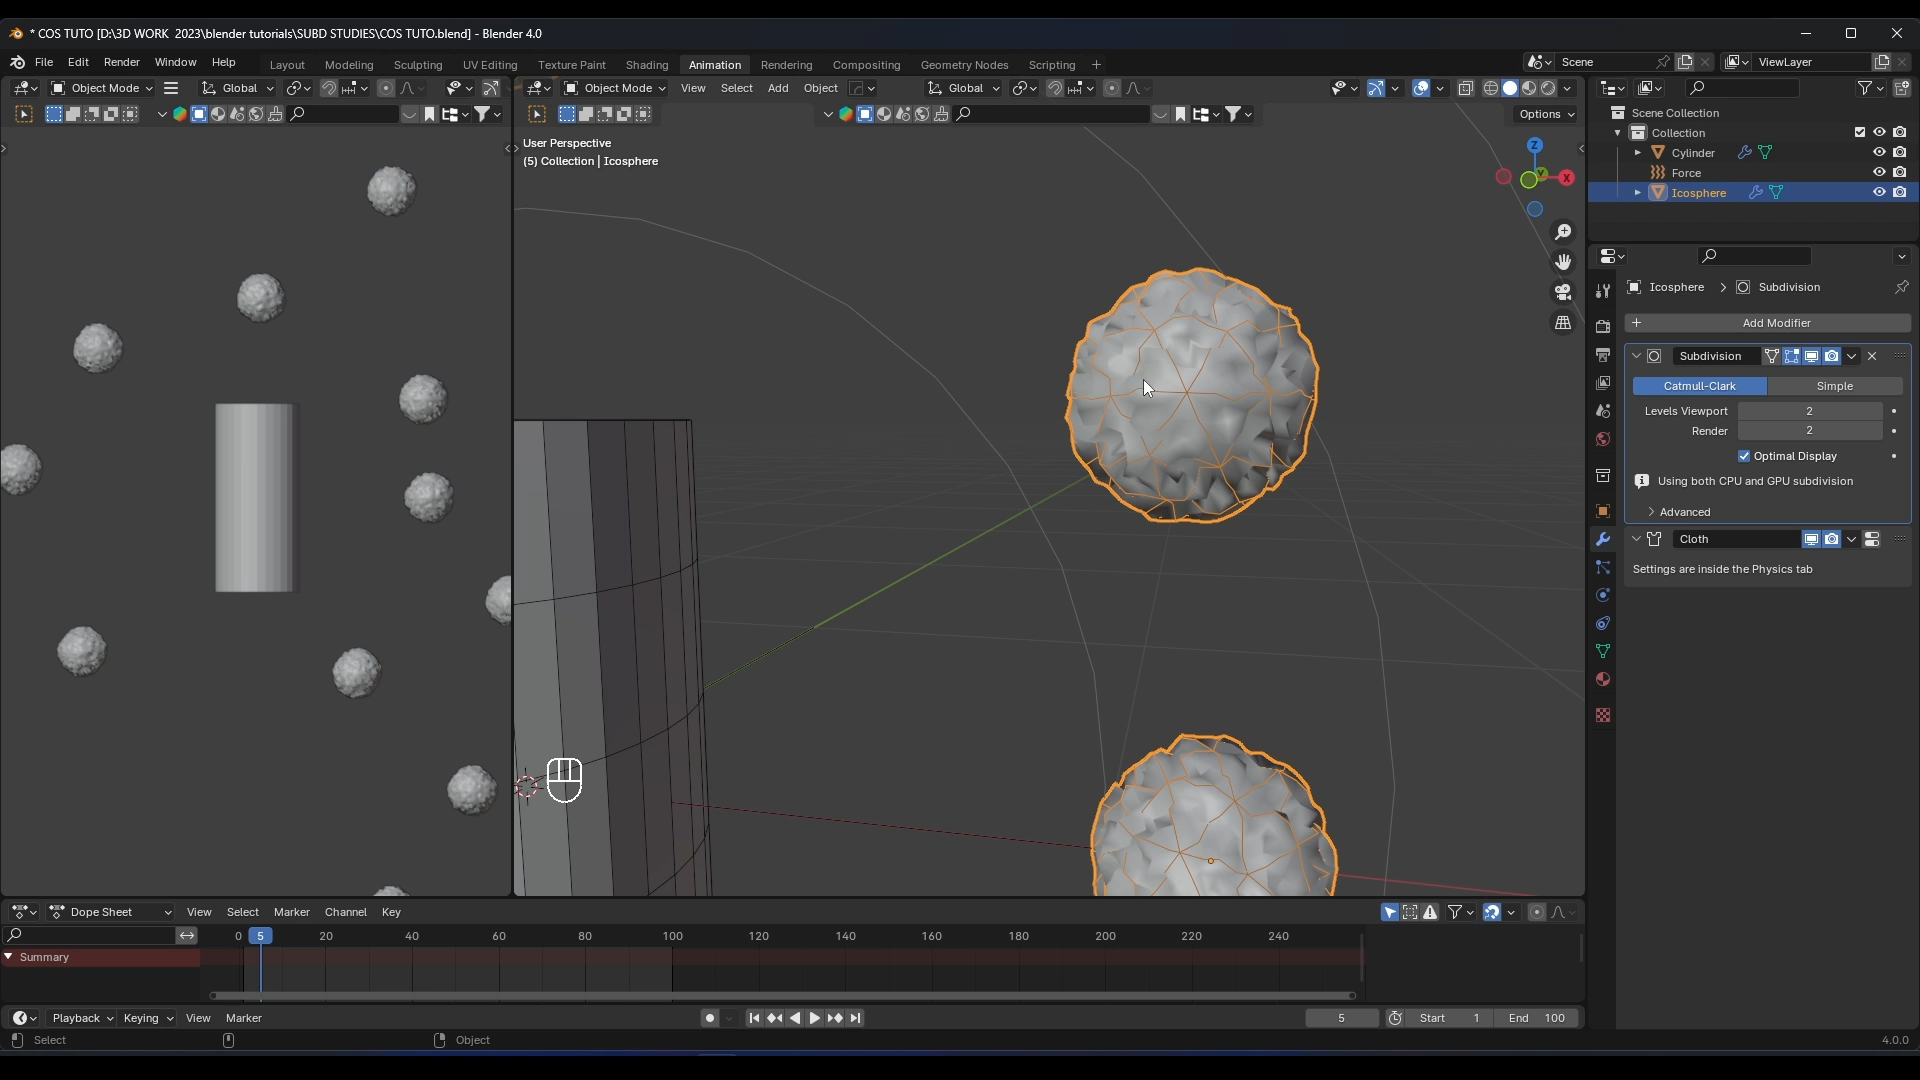 * COS TUTO [D:\3D WORK  2023\blender tutorials\SUBD STUDIES\COS TUTO.blend] - Blender 4.0
File Edit Render Window Help
Layout Modeling Sculpting UV Editing Texture Paint Shading Animation Rendering Compositing Geometry Nodes Scripting +
Scene ViewLayer
Object Mode Global
Object Mode View Select Add Object Global
Options
User Perspective
(5) Collection | Icosphere
Z
Y
X
Scene Collection
Collection
Cylinder
Force
Icosphere
Icosphere > Subdivision
+ Add Modifier
Subdivision
Catmull-Clark Simple
Levels Viewport 2
Render 2
Optimal Display
Using both CPU and GPU subdivision
Advanced
Cloth
Settings are inside the Physics tab
Dope Sheet View Select Marker Channel Key
0 5 20 40 60 80 100 120 140 160 180 200 220 240
Summary
Playback Keying View Marker
5 Start 1 End 100
Select Object 4.0.0